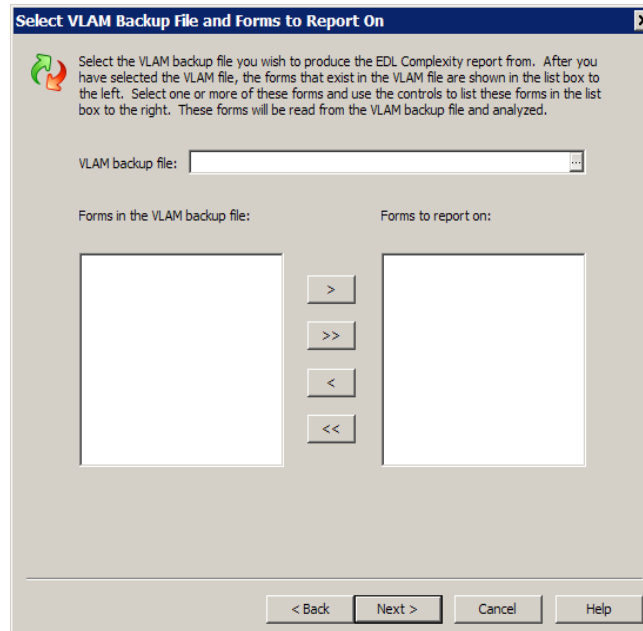 Select VLAM Backup File and Forms to Report On
Select the VLAM backup file you wish to produce the EDL Complexity report from. After you
have selected the VLAM file, the forms that exist in the VLAM file are shown in the list box to
the left. Select one or more of these forms and use the controls to list these forms in the list
box to the right. These forms will be read from the VLAM backup file and analyzed.
VLAM backup file:
...
Forms in the VLAM backup file:
Forms to report on:
>
>>
<
<<
< Back
Next >
Cancel
Help